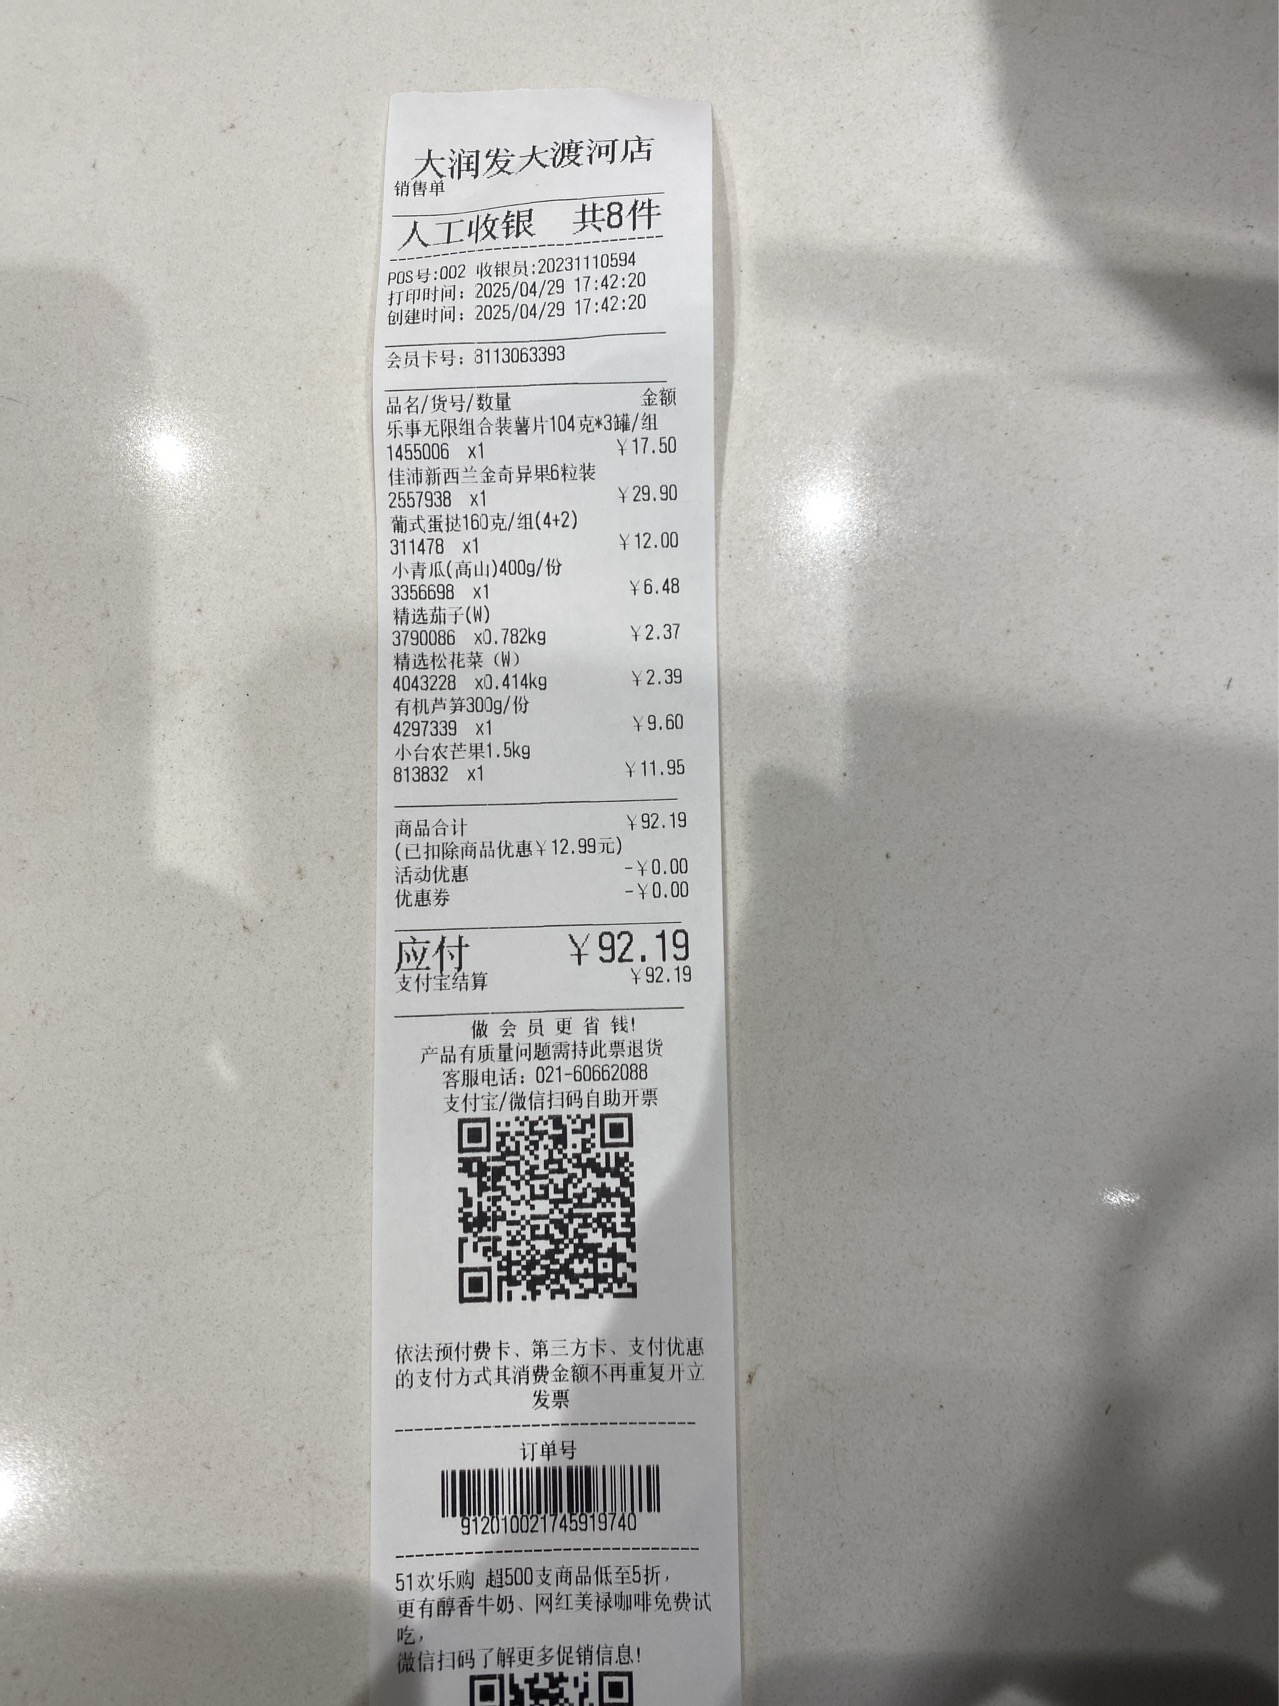 大润发大渡河店
销售单
人工收银 共8件
POS号:002 收银员:20231110594
打印时间: 2025/04/29 17:42:20
创建时间: 2025/04/29 17:42:20
会员卡号: 8113063393
品名/货号/数量 金额
乐事无限组合装薯片104克*3罐/组
1455006 x1 ￥17.50
佳沛新西兰金奇异果6粒装
2557938 x1 ￥29.90
葡式蛋挞160克/组(4+2)
311478 x1 ￥12.00
小青瓜(高山)400g/份
3356698 x1 ￥6.48
精选茄子(W)
3790086 x0.782kg ￥2.37
精选松花菜（W）
4043228 x0.414kg ￥2.39
有机芦笋300g/份
4297339 x1 ￥9.60
小台农芒果1.5kg
813832 x1 ￥11.95
商品合计 ￥92.19
(已扣除商品优惠￥12.99元)
活动优惠 -￥0.00
优惠券 -￥0.00
应付 ￥92.19
支付宝结算 ￥92.19
做会员更省钱!
产品有质量问题需持此票退货
客服电话: 021-60662088
支付宝/微信扫码自助开票
依法预付费卡、第三方卡、支付优惠
的支付方式其消费金额不再重复开立
发票
订单号
912010021745919740
51欢乐购 超500支商品低至5折,
更有醇香牛奶、网红美禄咖啡免费试
吃,
微信扫码了解更多促销信息!